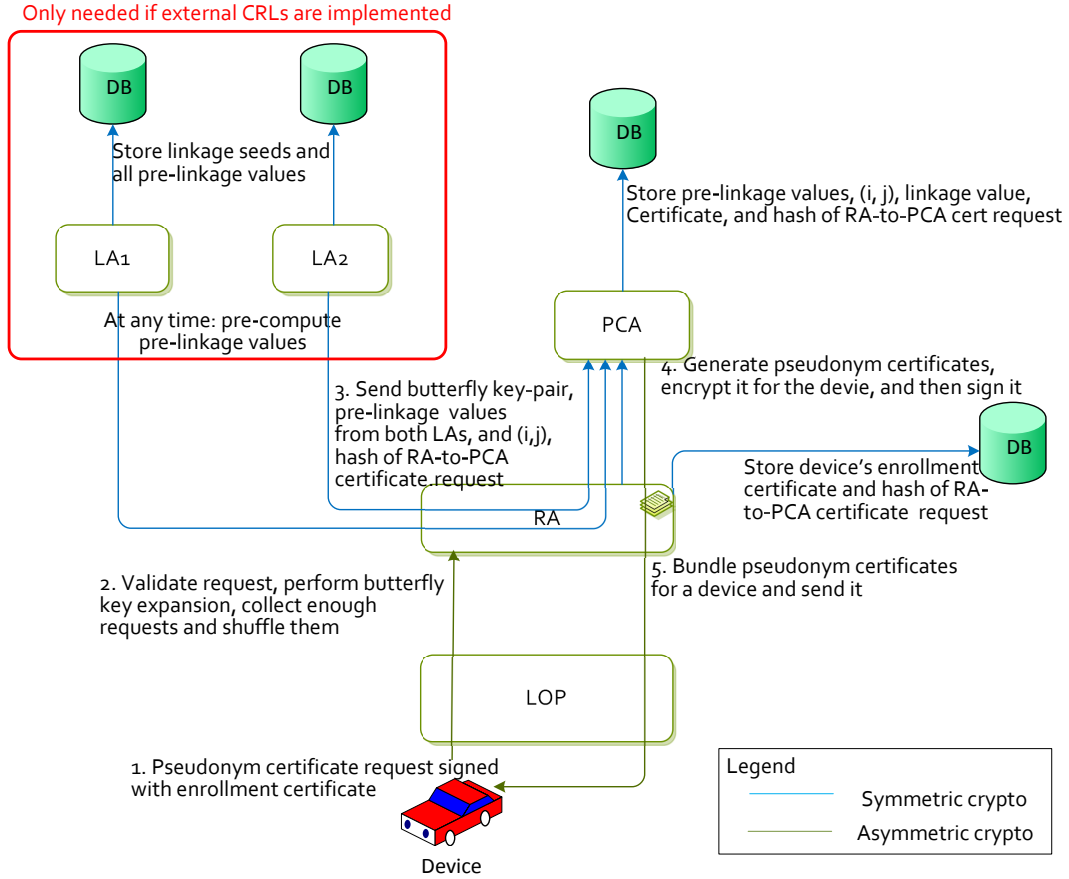 Only needed if external CRLs are implemented
DB
DB
DB
Store linkage seeds and
all pre-linkage values
Store pre-linkage values, (i, j), linkage value,
Certificate, and hash of RA-to-PCA cert request
LA1
LA2
PCA
At any time: pre-compute
pre-linkage values
4. Generate pseudonym certificates,
encrypt it for the devie, and then sign it
3. Send butterfly key-pair,
pre-linkage values
from both LAs, and (i,j),
hash of RA-to-PCA
certificate request
DB
Store device's enrollment
certificate and hash of RA-
to-PCA certificate request
RA
2. Validate request, perform butterfly
key expansion, collect enough
requests and shuffle them
5. Bundle pseudonym certificates
for a device and send it
LOP
1. Pseudonym certificate request signed
with enrollment certificate
Device
Legend
Symmetric crypto
Asymmetric crypto